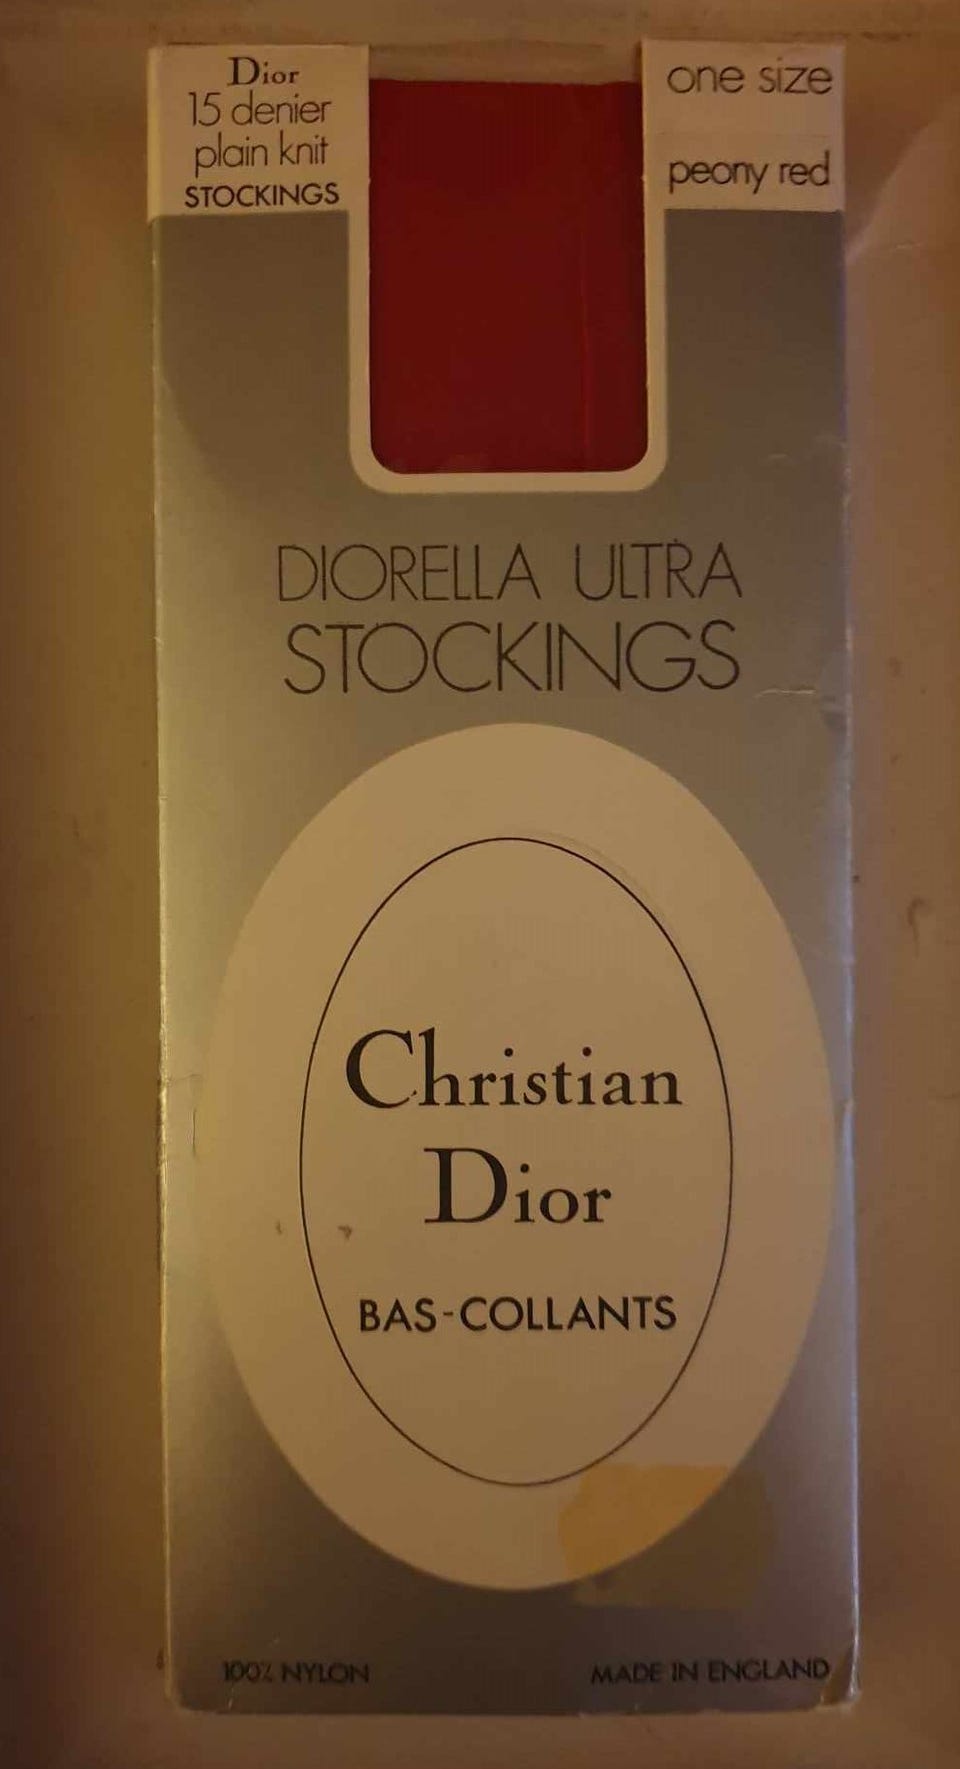 Dior
15 denier
plain knit
STOCKINGS
one size
peony red
DIORELLA ULTRA
STOCKINGS
Christian
Dior
BAS-COLLANTS
100% NYLON
MADE IN ENGLAND